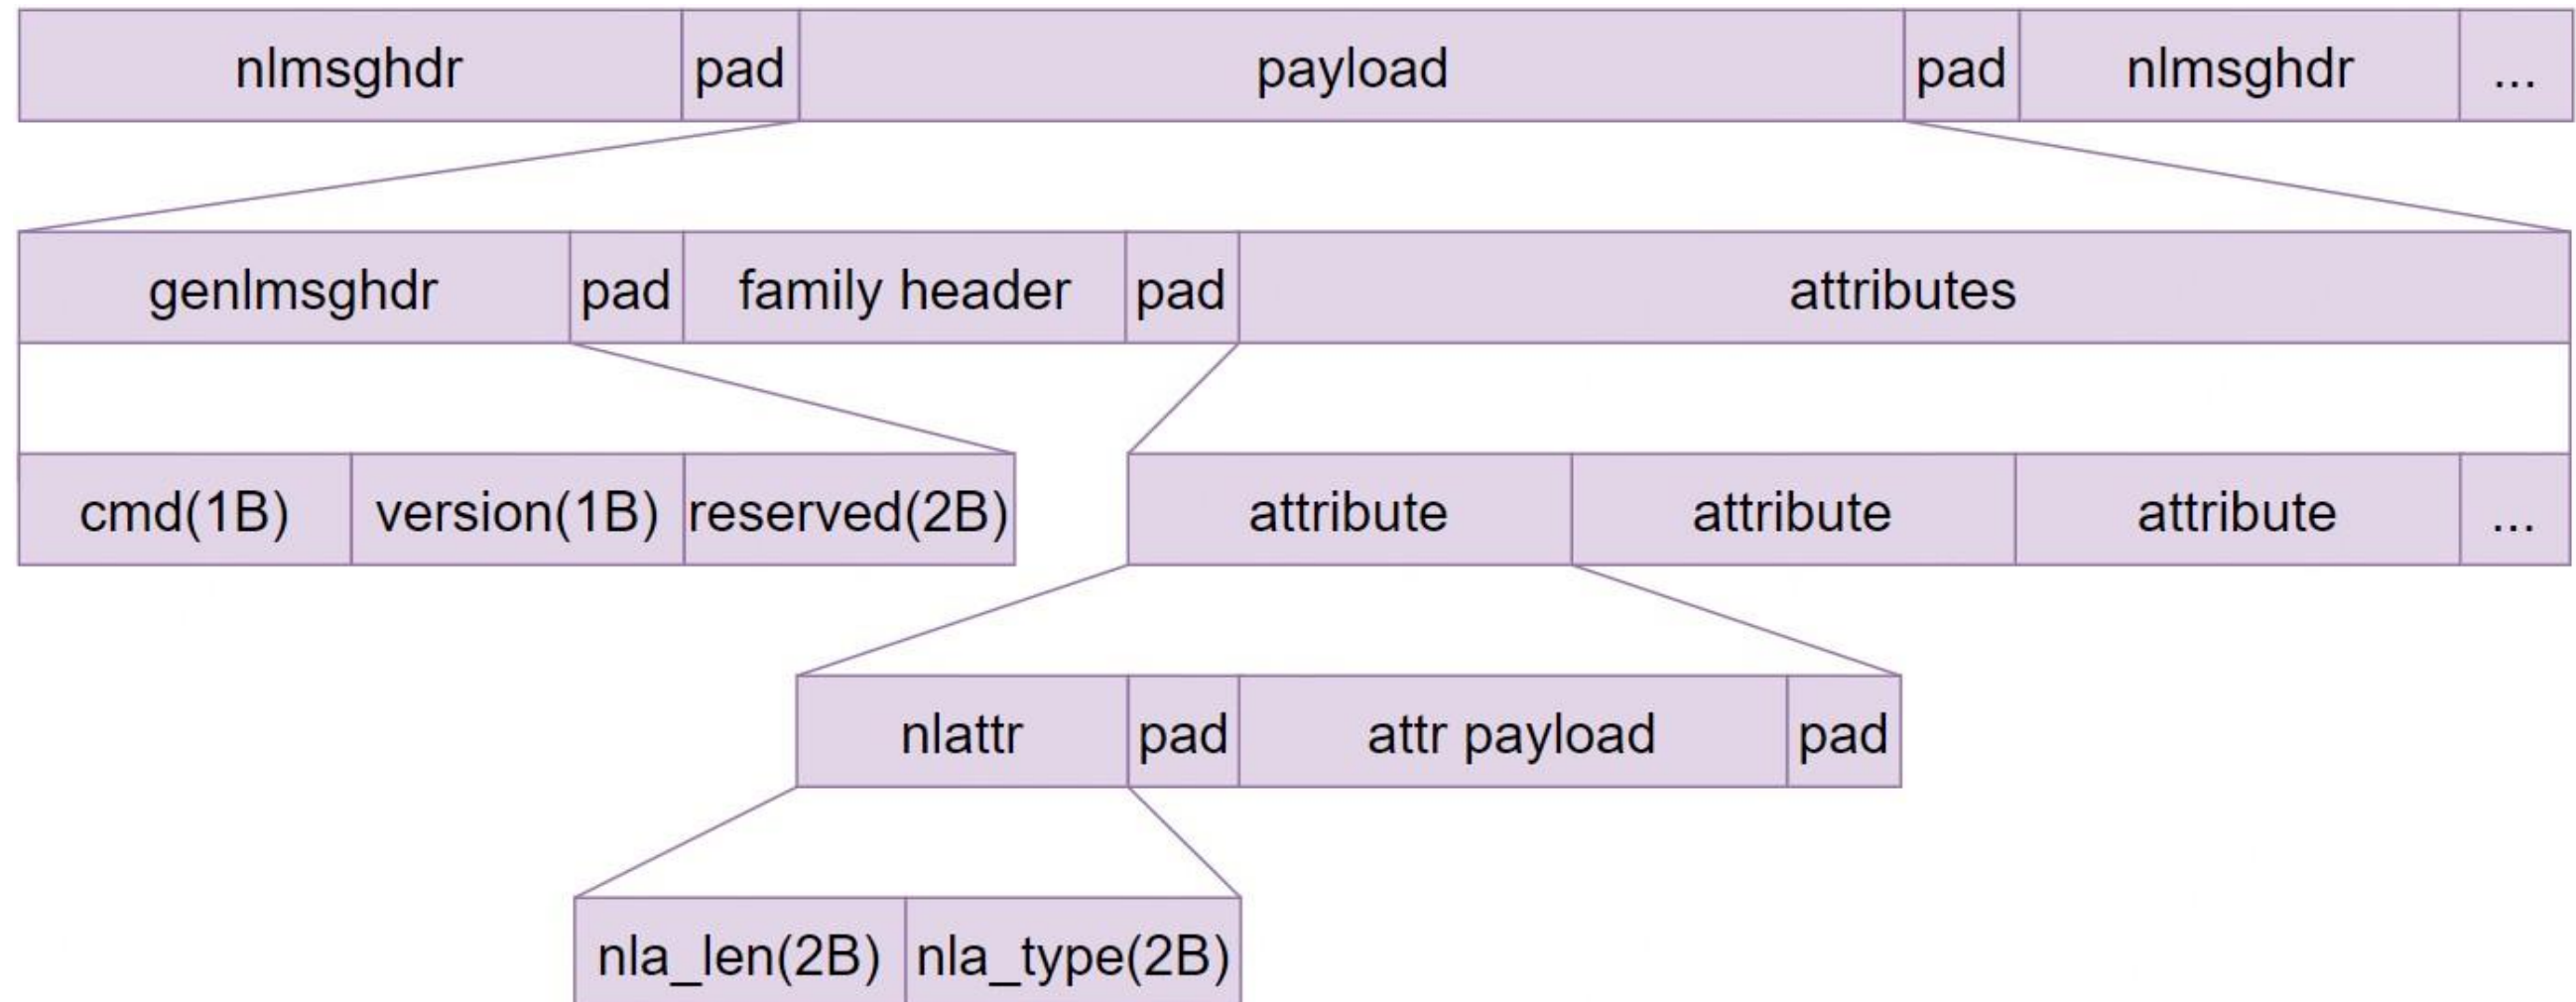 nlmsghdr pad payload pad nlmsghdr ...
genlmsghdr pad family header pad attributes
cmd(1B) version(1B) reserved(2B) attribute attribute attribute ...
nlattr pad attr payload pad
nla_len(2B) nla_type(2B)